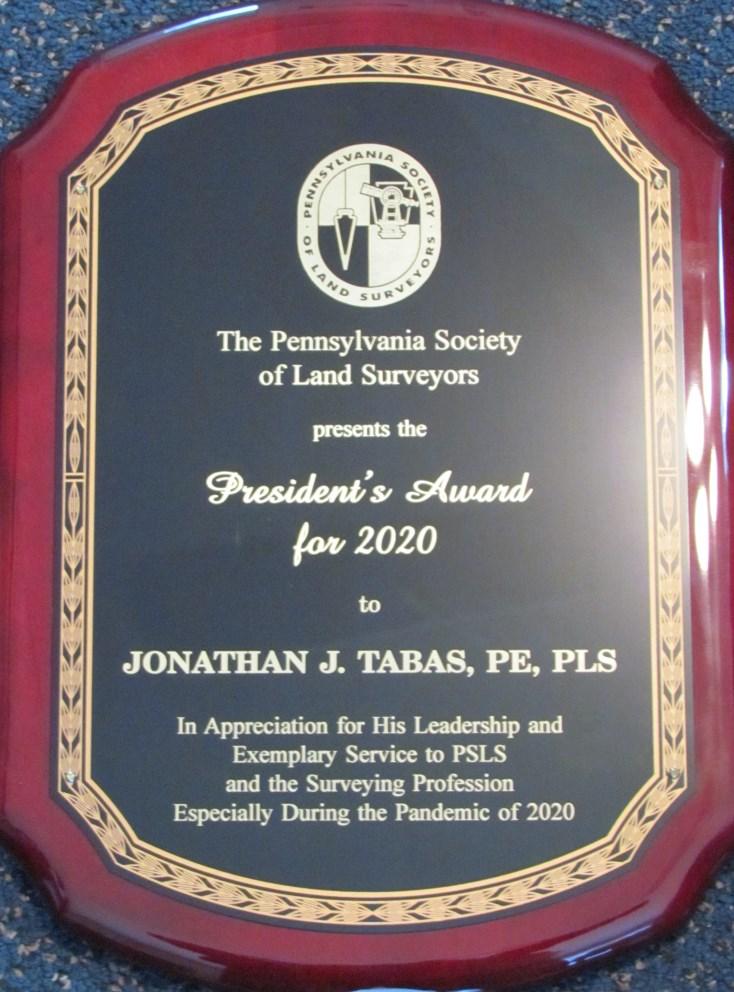 PENNSYLVANIA SOCIETY
OF LAND SURVEYORS
The Pennsylvania Society
of Land Surveyors
presents the
President's Award
for 2020
to
JONATHAN J. TABAS, PE, PLS
In Appreciation for His Leadership and
Exemplary Service to PSLS
and the Surveying Profession
Especially During the Pandemic of 2020